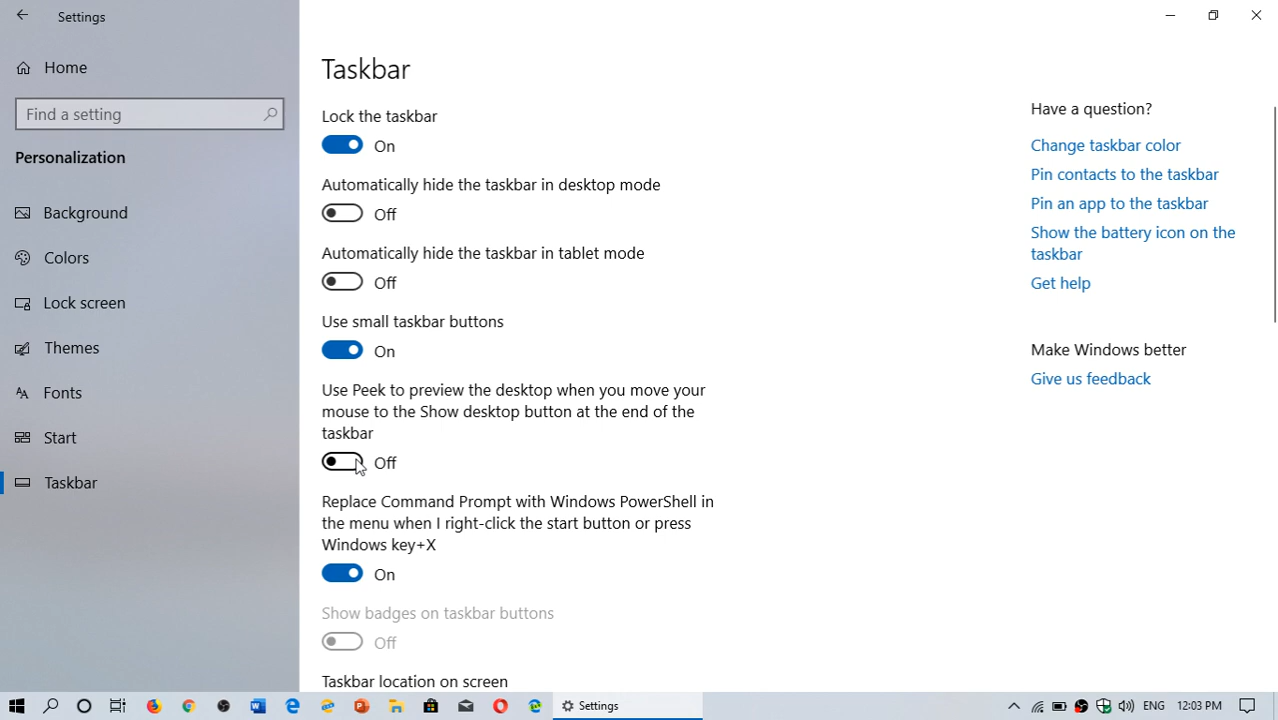 Settings
Home
Find a setting
Personalization
Background
Colors
Lock screen
Themes
Fonts
Start
Taskbar
Taskbar
Lock the taskbar
On
Automatically hide the taskbar in desktop mode
Off
Automatically hide the taskbar in tablet mode
Off
Use small taskbar buttons
On
Use Peek to preview the desktop when you move your
mouse to the Show desktop button at the end of the
taskbar
Off
Replace Command Prompt with Windows PowerShell in
the menu when I right-click the start button or press
Windows key+X
On
Show badges on taskbar buttons
Off
Taskbar location on screen
Have a question?
Change taskbar color
Pin contacts to the taskbar
Pin an app to the taskbar
Show the battery icon on the
taskbar
Get help
Make Windows better
Give us feedback
Settings
ENG
12:03 PM